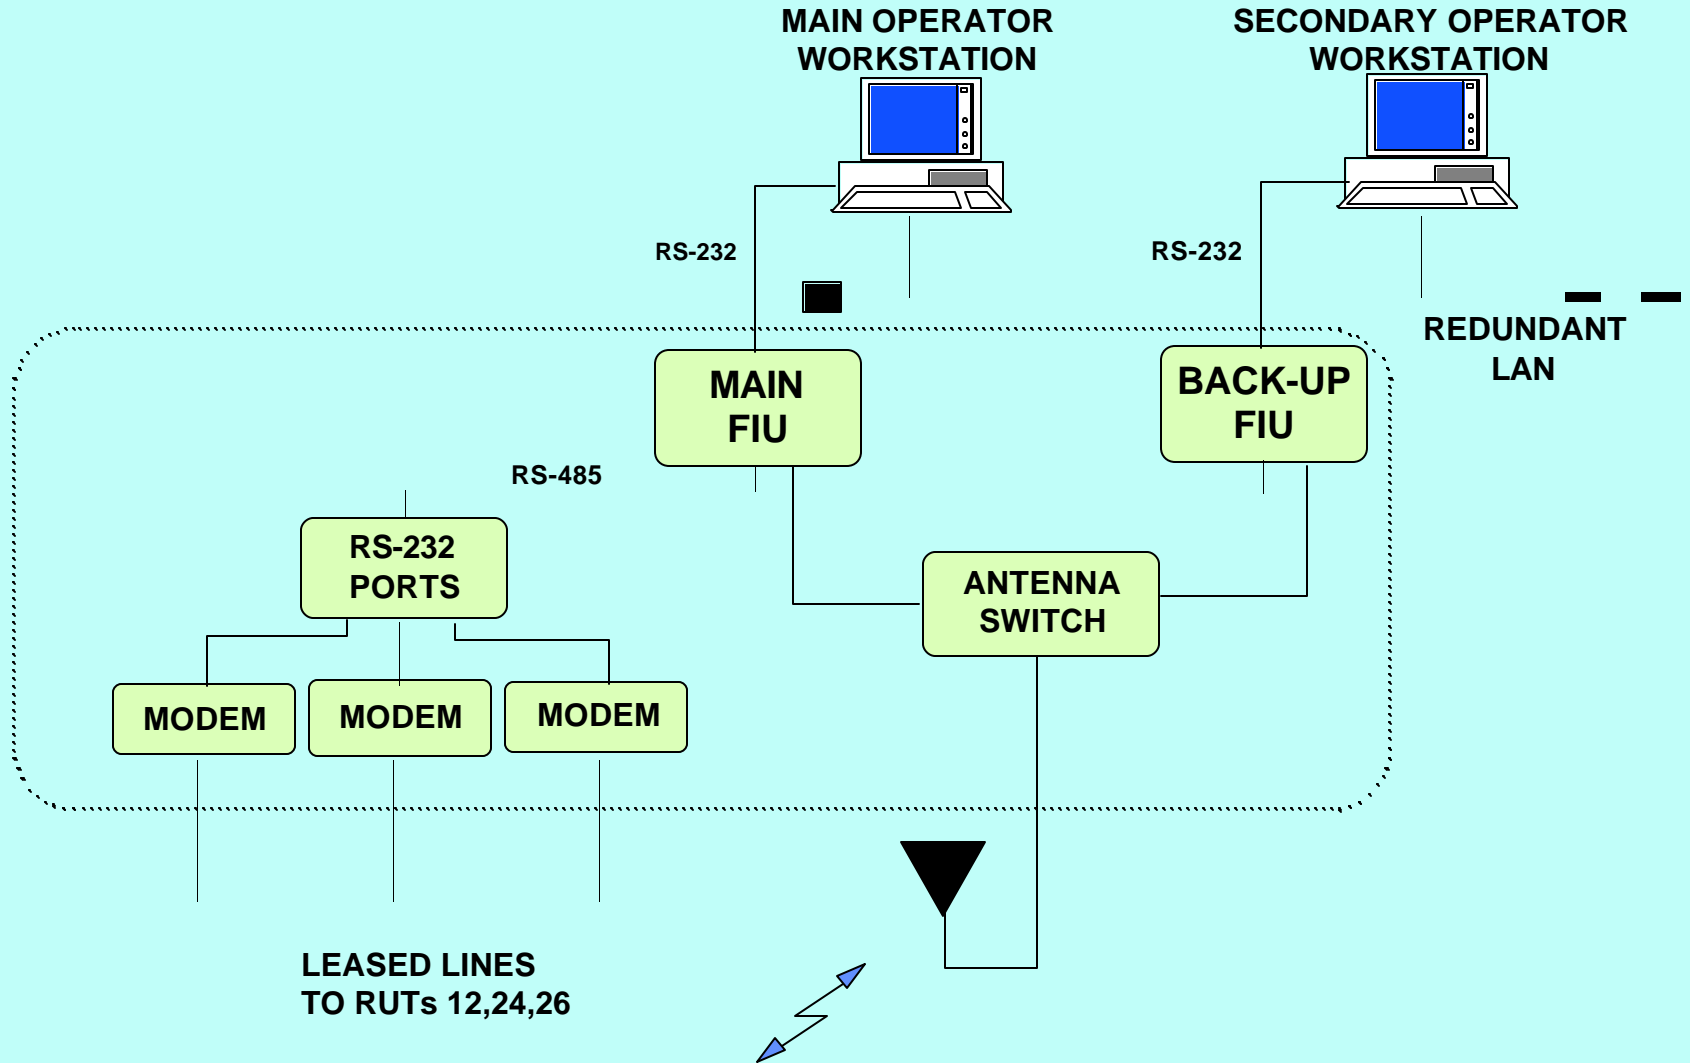 MAIN OPERATOR
WORKSTATION
SECONDARY OPERATOR
WORKSTATION
RS-232
RS-232
REDUNDANT
LAN
MAIN
FIU
BACK-UP
FIU
RS-485
RS-232
PORTS
ANTENNA
SWITCH
MODEM
MODEM
MODEM
LEASED LINES
TO RUTs 12,24,26